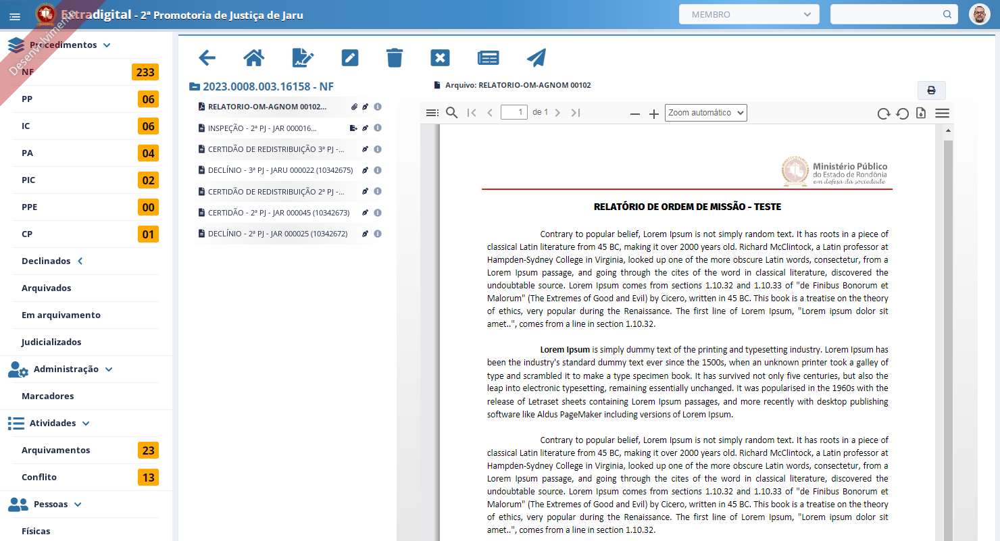 Extradigital - 2ª Promotoria de Justiça de Jaru
MEMBRO
Desenvolvimento
Procedimentos
NF 233
PP 06
IC 06
PA 04
PIC 02
PPE 00
CP 01
Declinados
Arquivados
Em arquivamento
Judicializados
Administração
Marcadores
Atividades
Arquivamentos 23
Conflito 13
Pessoas
Físicas
2023.0008.003.16158 - NF
RELATORIO-OM-AGNOM 00102...
INSPEÇÃO - 2ª PJ - JAR 000016...
CERTIDÃO DE REDISTRIBUIÇÃO 3ª PJ -...
DECLÍNIO - 3ª PJ - JARU 000022 (10342675)
CERTIDÃO DE REDISTRIBUIÇÃO 2ª PJ -...
CERTIDÃO - 2ª PJ - JAR 000045 (10342673)
DECLÍNIO - 2ª PJ - JAR 000025 (10342672)
Arquivo: RELATORIO-OM-AGNOM 00102
1 de 1
Zoom automático
Ministério Público
do Estado de Rondônia
em defesa da sociedade
RELATÓRIO DE ORDEM DE MISSÃO - TESTE
Contrary to popular belief, Lorem Ipsum is not simply random text. It has roots in a piece of
classical Latin literature from 45 BC, making it over 2000 years old. Richard McClintock, a Latin professor at
Hampden-Sydney College in Virginia, looked up one of the more obscure Latin words, consectetur, from a
Lorem Ipsum passage, and going through the cites of the word in classical literature, discovered the
undoubtable source. Lorem Ipsum comes from sections 1.10.32 and 1.10.33 of "de Finibus Bonorum et
Malorum" (The Extremes of Good and Evil) by Cicero, written in 45 BC. This book is a treatise on the theory
of ethics, very popular during the Renaissance. The first line of Lorem Ipsum, "Lorem ipsum dolor sit
amet..", comes from a line in section 1.10.32.
Lorem Ipsum is simply dummy text of the printing and typesetting industry. Lorem Ipsum has
been the industry's standard dummy text ever since the 1500s, when an unknown printer took a galley of
type and scrambled it to make a type specimen book. It has survived not only five centuries, but also the
leap into electronic typesetting, remaining essentially unchanged. It was popularised in the 1960s with the
release of Letraset sheets containing Lorem Ipsum passages, and more recently with desktop publishing
software like Aldus PageMaker including versions of Lorem Ipsum.
Contrary to popular belief, Lorem Ipsum is not simply random text. It has roots in a piece of
classical Latin literature from 45 BC, making it over 2000 years old. Richard McClintock, a Latin professor at
Hampden-Sydney College in Virginia, looked up one of the more obscure Latin words, consectetur, from a
Lorem Ipsum passage, and going through the cites of the word in classical literature, discovered the
undoubtable source. Lorem Ipsum comes from sections 1.10.32 and 1.10.33 of "de Finibus Bonorum et
Malorum" (The Extremes of Good and Evil) by Cicero, written in 45 BC. This book is a treatise on the theory
of ethics, very popular during the Renaissance. The first line of Lorem Ipsum, "Lorem ipsum dolor sit
amet..", comes from a line in section 1.10.32.